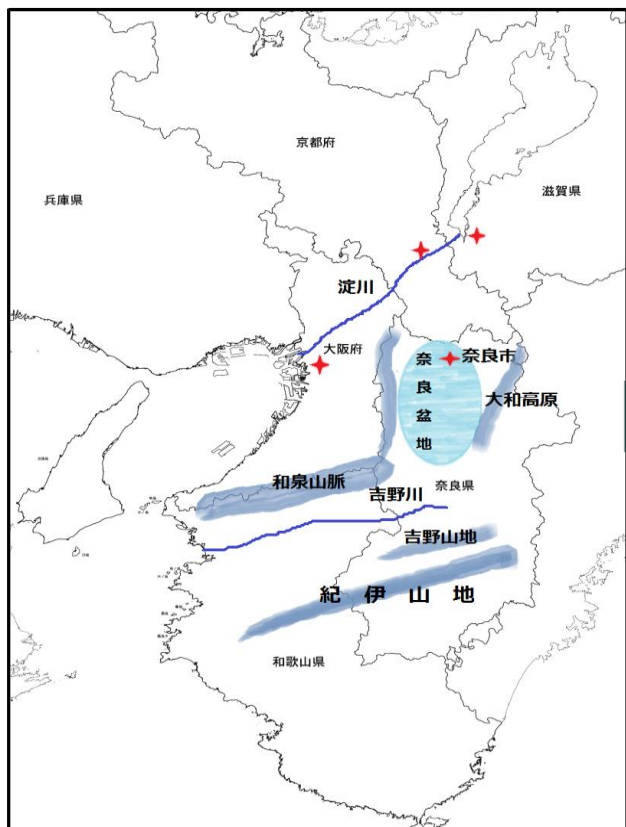 京都府
兵庫県
滋賀県
淀川
大阪府
奈良市
奈良盆地
大和高原
和泉山脈
奈良県
吉野川
吉野山地
紀伊山地
和歌山県